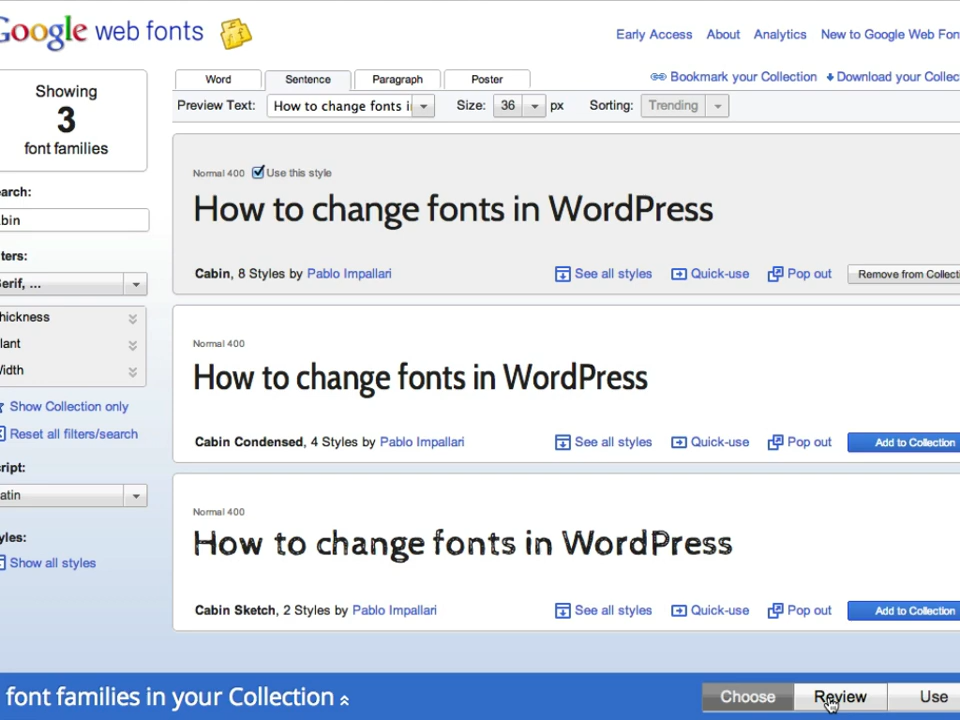 Google web fonts
Early Access About Analytics New to Google Web Fon
Showing
3
font families
Word Sentence Paragraph Poster
Bookmark your Collection Download your Collec
Preview Text: How to change fonts i Size: 36 px Sorting: Trending
Normal 400 Use this style
How to change fonts in WordPress
Cabin, 8 Styles by Pablo Impallari See all styles Quick-use Pop out Remove from Collecti
earch:
bin
ters:
Serif, ...
hickness
lant
Width
Show Collection only
Reset all filters/search
cript:
atin
yles:
Show all styles
Normal 400
How to change fonts in WordPress
Cabin Condensed, 4 Styles by Pablo Impallari See all styles Quick-use Pop out Add to Collection
Normal 400
How to change fonts in WordPress
Cabin Sketch, 2 Styles by Pablo Impallari See all styles Quick-use Pop out Add to Collection
font families in your Collection Choose Review Use